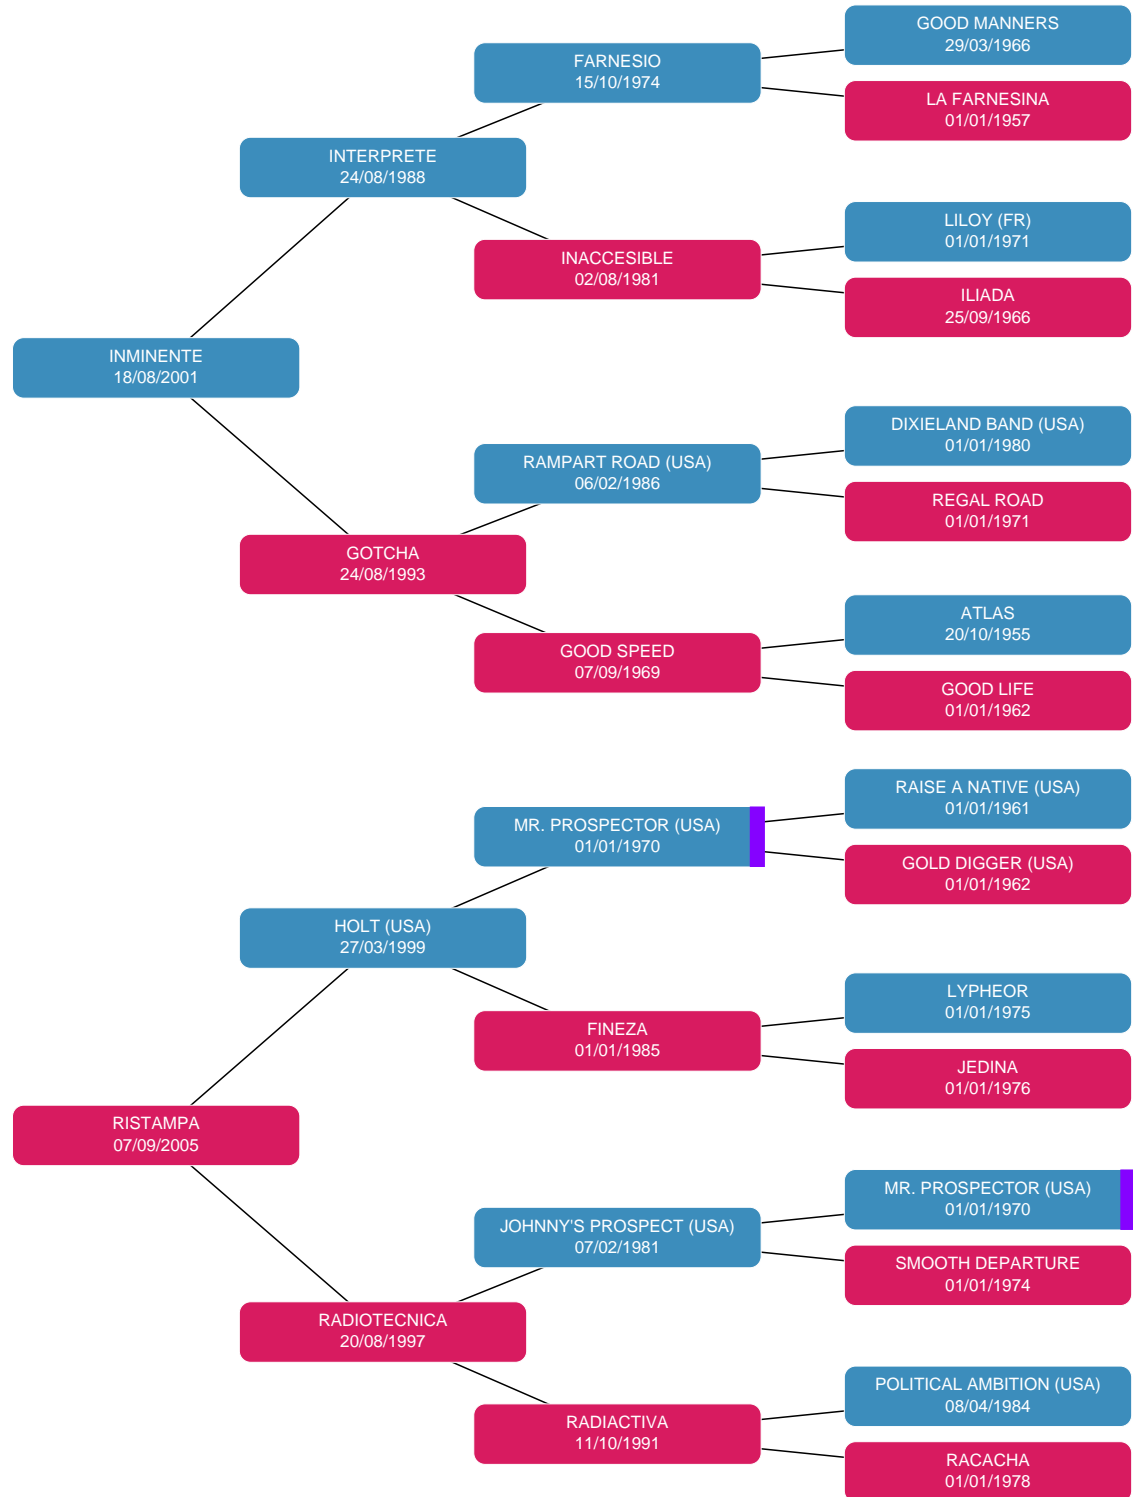 GOOD MANNERS
29/03/1966
FARNESIO
15/10/1974
LA FARNESINA
01/01/1957
INTERPRETE
24/08/1988
LILOY (FR)
01/01/1971
INACCESIBLE
02/08/1981
ILIADA
25/09/1966
INMINENTE
18/08/2001
DIXIELAND BAND (USA)
01/01/1980
RAMPART ROAD (USA)
06/02/1986
REGAL ROAD
01/01/1971
GOTCHA
24/08/1993
ATLAS
20/10/1955
GOOD SPEED
07/09/1969
GOOD LIFE
01/01/1962
RAISE A NATIVE (USA)
01/01/1961
MR. PROSPECTOR (USA)
01/01/1970
GOLD DIGGER (USA)
01/01/1962
HOLT (USA)
27/03/1999
LYPHEOR
01/01/1975
FINEZA
01/01/1985
JEDINA
01/01/1976
RISTAMPA
07/09/2005
MR. PROSPECTOR (USA)
01/01/1970
JOHNNY'S PROSPECT (USA)
07/02/1981
SMOOTH DEPARTURE
01/01/1974
RADIOTECNICA
20/08/1997
POLITICAL AMBITION (USA)
08/04/1984
RADIACTIVA
11/10/1991
RACACHA
01/01/1978